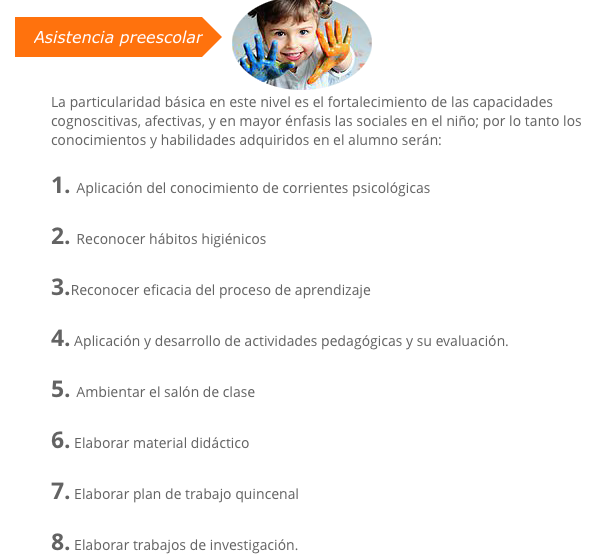 Asistencia preescolar
La particularidad básica en este nivel es el fortalecimiento de las capacidades
cognoscitivas, afectivas, y en mayor énfasis las sociales en el niño; por lo tanto los
conocimientos y habilidades adquiridos en el alumno serán:
1. Aplicación del conocimiento de corrientes psicológicas
2. Reconocer hábitos higiénicos
3.Reconocer eficacia del proceso de aprendizaje
4. Aplicación y desarrollo de actividades pedagógicas y su evaluación.
5. Ambientar el salón de clase
6. Elaborar material didáctico
7. Elaborar plan de trabajo quincenal
8. Elaborar trabajos de investigación.